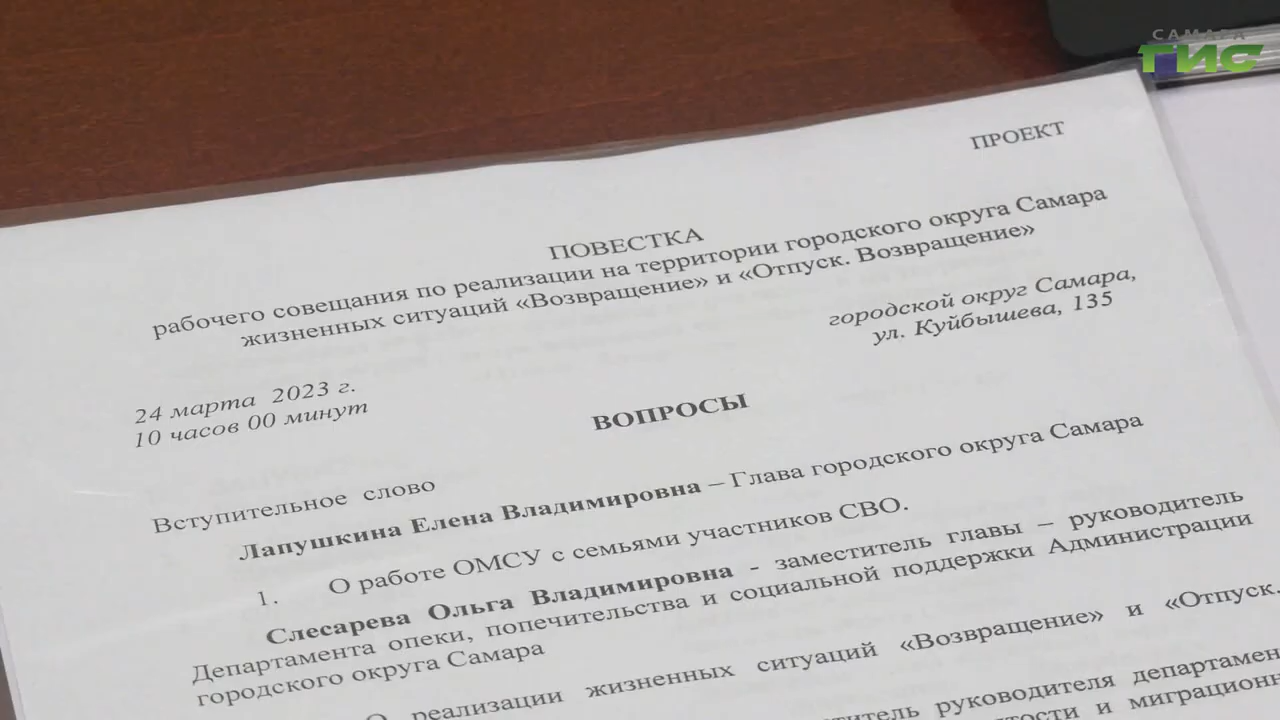 САМАРА
ГИС
ПРОЕКТ
ПОВЕСТКА
рабочего совещания по реализации на территории городского округа Самара
жизненных ситуаций «Возвращение» и «Отпуск. Возвращение»
городской округ Самара,
ул. Куйбышева, 135
24 марта 2023 г.
10 часов 00 минут
ВОПРОСЫ
Вступительное слово
Лапушкина Елена Владимировна – Глава городского округа Самара
1. О работе ОМСУ с семьями участников СВО.
Слесарева Ольга Владимировна - заместитель главы – руководитель
Департамента опеки, попечительства и социальной поддержки Администрации
городского округа Самара
О реализации жизненных ситуаций «Возвращение» и «Отпуск.
руководителя
и